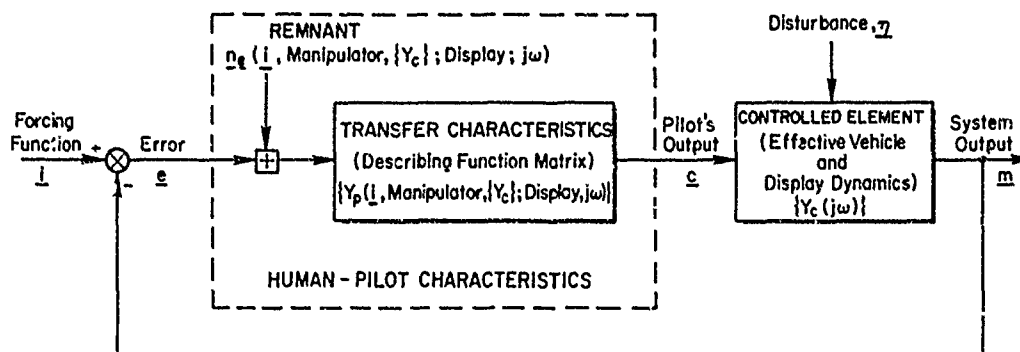 REMNANT
n_e (i, Manipulator, {Y_c}; Display; jω)
Disturbance, η
Forcing
Function
+
i
-
Error
e
+
TRANSFER CHARACTERISTICS
(Describing Function Matrix)
{Y_p(i, Manipulator, {Y_c}; Display, jω)}
HUMAN-PILOT CHARACTERISTICS
Pilot's
Output
c
CONTROLLED ELEMENT
(Effective Vehicle
and
Display Dynamics)
{Y_c (jω)}
System
Output
m